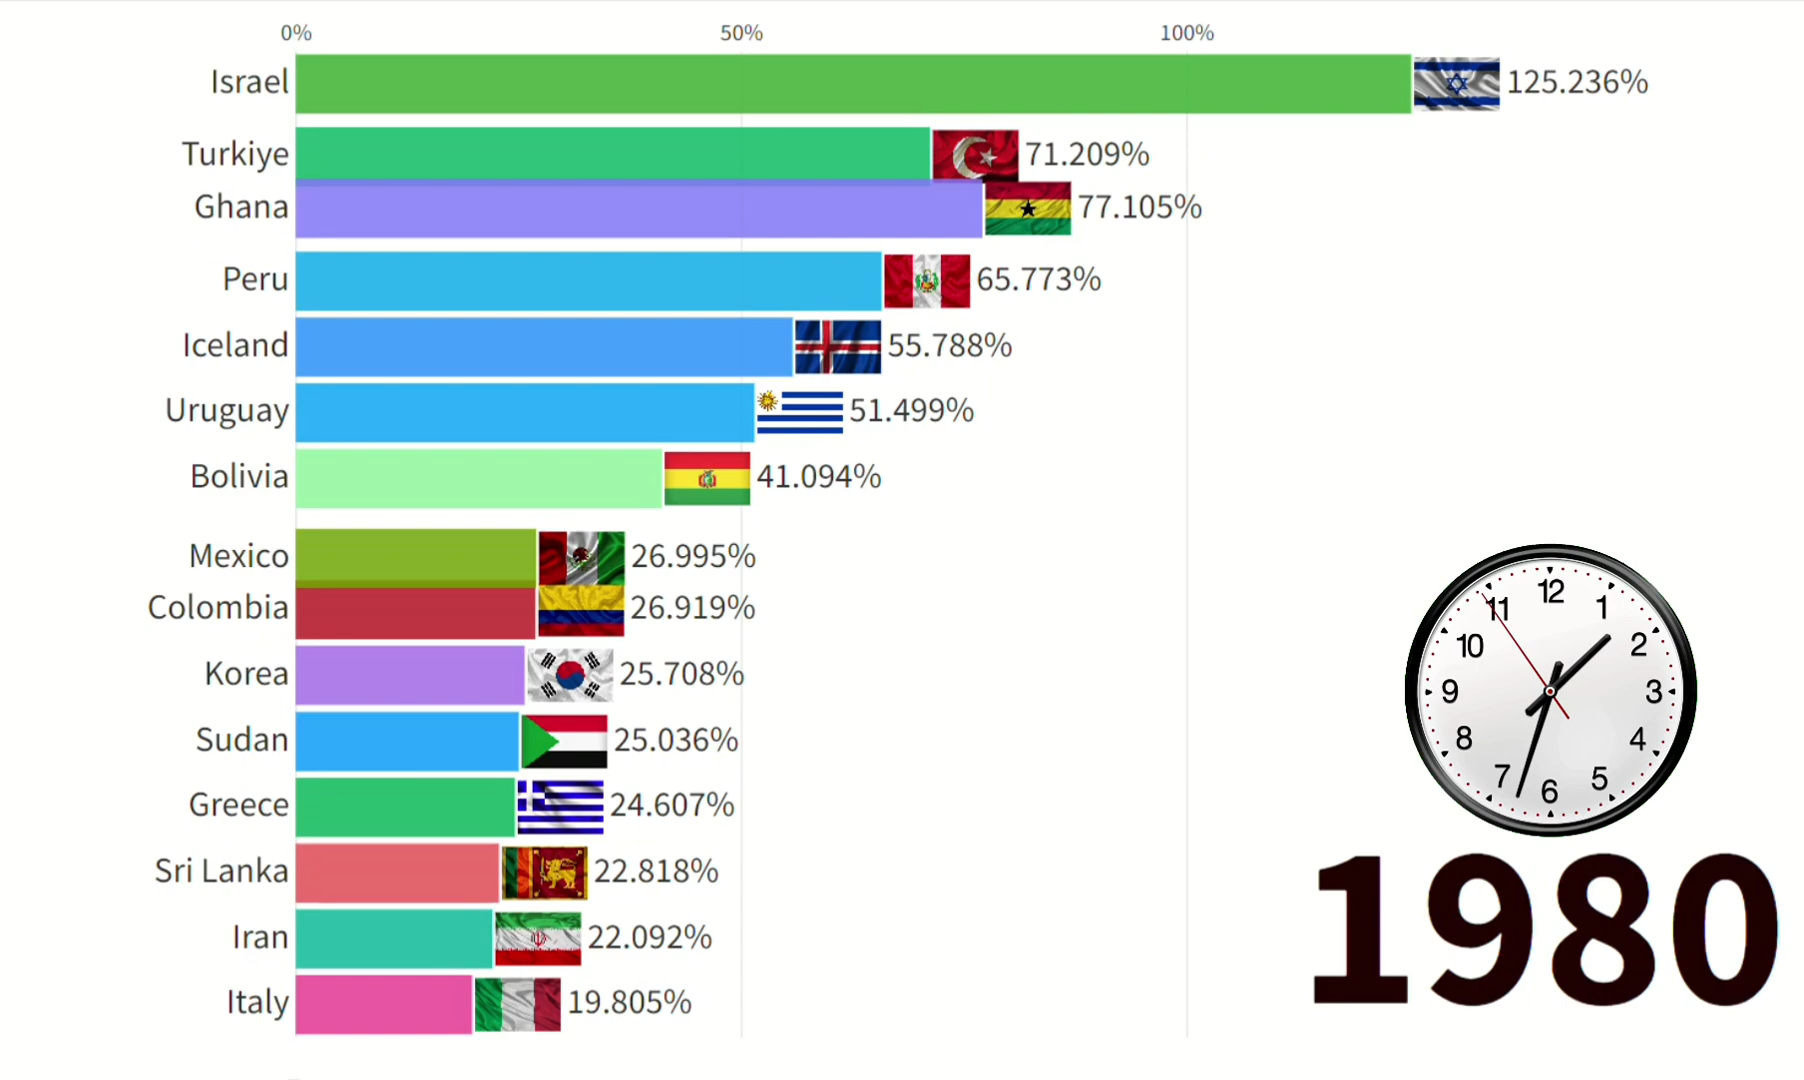 0% 50% 100%
Israel 125.236%
Turkiye 71.209%
Ghana 77.105%
Peru 65.773%
Iceland 55.788%
Uruguay 51.499%
Bolivia 41.094%
Mexico 26.995%
Colombia 26.919%
Korea 25.708%
Sudan 25.036%
Greece 24.607%
Sri Lanka 22.818%
Iran 22.092%
Italy 19.805%
12
11 1
10 2
9 3
8 4
7 5
6
1980